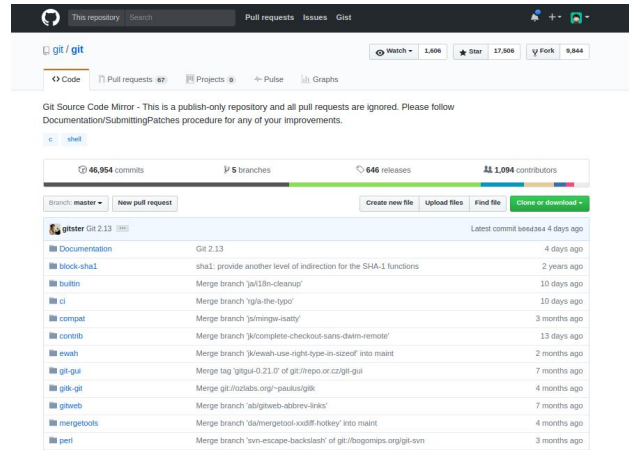 This repository Search Pull requests Issues Gist
git / git Watch 1,606 Star 17,506 Fork 9,844
Code Pull requests 67 Projects 0 Pulse Graphs
Git Source Code Mirror - This is a publish-only repository and all pull requests are ignored. Please follow
Documentation/SubmittingPatches procedure for any of your improvements.
c shell
46,954 commits 5 branches 646 releases 1,094 contributors
Branch: master New pull request Create new file Upload files Find file Clone or download
gitster Git 2.13 Latest commit b06d364 4 days ago
Documentation Git 2.13 4 days ago
block-sha1 sha1: provide another level of indirection for the SHA-1 functions 2 years ago
builtin Merge branch 'ja/i18n-cleanup' 10 days ago
ci Merge branch 'rg/a-the-typo' 10 days ago
compat Merge branch 'js/mingw-isatty' 3 months ago
contrib Merge branch 'jk/complete-checkout-sans-dwim-remote' 13 days ago
ewah Merge branch 'jk/ewah-use-right-type-in-sizeof' into maint 2 months ago
git-gui Merge tag 'gitgui-0.21.0' of git://repo.or.cz/git-gui 7 months ago
gitk-git Merge git://ozlabs.org/~paulus/gitk 4 months ago
gitweb Merge branch 'ab/gitweb-abbrev-links' 7 months ago
mergetools Merge branch 'da/mergetool-xxdiff-hotkey' into maint 4 months ago
perl Merge branch 'svn-escape-backslash' of git://bogomips.org/git-svn 3 months ago